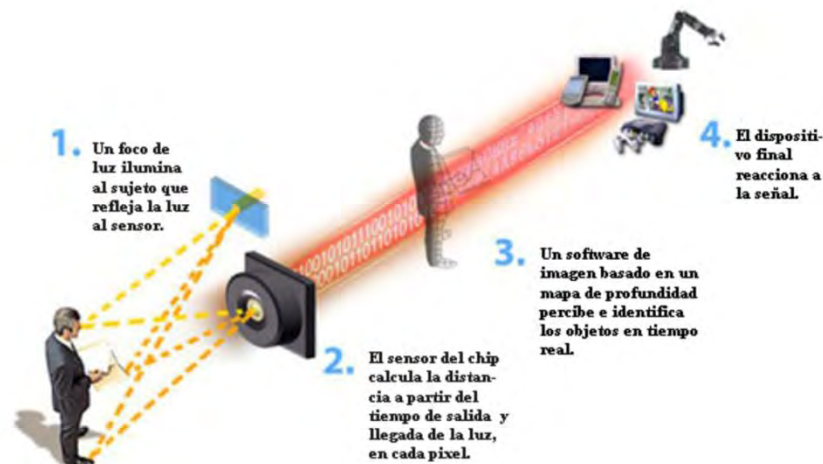 1. Un foco de
luz ilumina
al sujeto que
refleja la luz
al sensor.
2. El sensor del chip
calcula la distan-
cia a partir del
tiempo de salida y
llegada de la luz,
en cada pixel.
3. Un software de
imagen basado en un
mapa de profundidad
percibe e identifica
los objetos en tiempo
real.
4. El dispositi-
vo final
reacciona a
la señal.